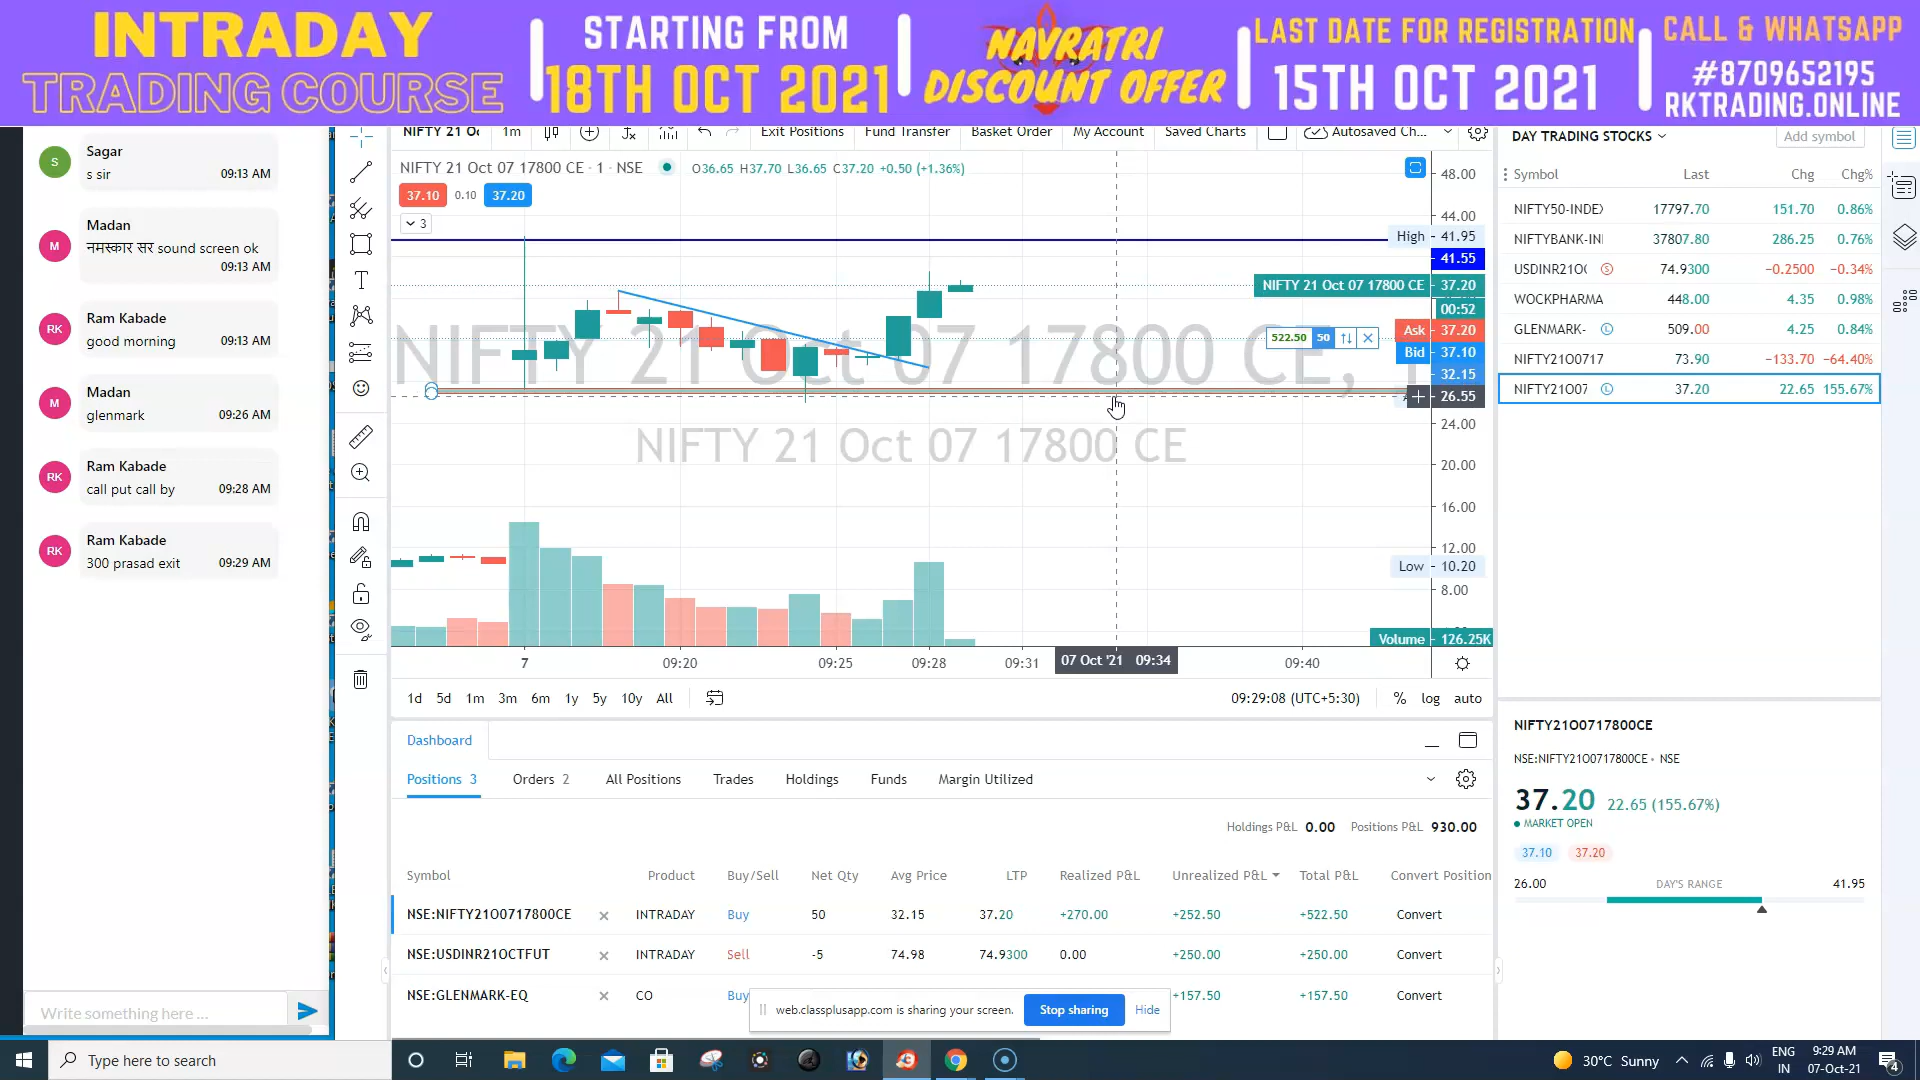 INTRADAY
TRADING COURSE
STARTING FROM
18TH OCT 2021
NAVRATRI
DISCOUNT OFFER
LAST DATE FOR REGISTRATION
15TH OCT 2021
CALL & WHATSAPP
#8709652195
RKTRADING.ONLINE
S
Sagar
s sir 09:13 AM
M
Madan
नमस्कार सर sound screen ok
09:13 AM
RK
Ram Kabade
good morning 09:13 AM
M
Madan
glenmark 09:26 AM
RK
Ram Kabade
call put call by 09:28 AM
RK
Ram Kabade
300 prasad exit 09:29 AM
Write something here ...
NIFTY 21 Oc 1m Exit Positions Fund Transfer Basket Order My Account Saved Charts Autosaved Ch...
NIFTY 21 Oct 07 17800 CE · 1 · NSE O36.65 H37.70 L36.65 C37.20 +0.50 (+1.36%)
37.10 0.10 37.20
3
NIFTY 21 Oct 07 17800 CE, 1
NIFTY 21 Oct 07 17800 CE
48.00
44.00
High 41.95
41.55
NIFTY 21 Oct 07 17800 CE 37.20
00:52
Ask 37.20
522.50 50
Bid 37.10
32.15
26.55
24.00
20.00
16.00
12.00
Low 10.20
8.00
Volume 126.25K
7 09:20 09:25 09:28 09:31 07 Oct '21 09:34 09:40
1d 5d 1m 3m 6m 1y 5y 10y All 09:29:08 (UTC+5:30) % log auto
Dashboard
Positions 3 Orders 2 All Positions Trades Holdings Funds Margin Utilized
Holdings P&L 0.00 Positions P&L 930.00
Symbol Product Buy/Sell Net Qty Avg Price LTP Realized P&L Unrealized P&L Total P&L Convert Position
NSE:NIFTY21O0717800CE INTRADAY Buy 50 32.15 37.20 +270.00 +252.50 +522.50 Convert
NSE:USDINR21OCTFUT INTRADAY Sell -5 74.98 74.9300 0.00 +250.00 +250.00 Convert
NSE:GLENMARK-EQ CO Buy +157.50 +157.50 Convert
web.classplusapp.com is sharing your screen. Stop sharing Hide
DAY TRADING STOCKS Add symbol
Symbol Last Chg Chg%
NIFTY50-INDEX 17797.70 151.70 0.86%
NIFTYBANK-IN 37807.80 286.25 0.76%
USDINR21O S 74.9300 −0.2500 −0.34%
WOCKPHARMA 448.00 4.35 0.98%
GLENMARK- L 509.00 4.25 0.84%
NIFTY21O0717 73.90 −133.70 −64.40%
NIFTY21O07 L 37.20 22.65 155.67%
NIFTY21O0717800CE
NSE:NIFTY21O0717800CE • NSE
37.20 22.65 (155.67%)
MARKET OPEN
37.10 37.20
26.00 DAY'S RANGE 41.95
Type here to search
30°C Sunny
ENG
IN
9:29 AM
07-Oct-21
4